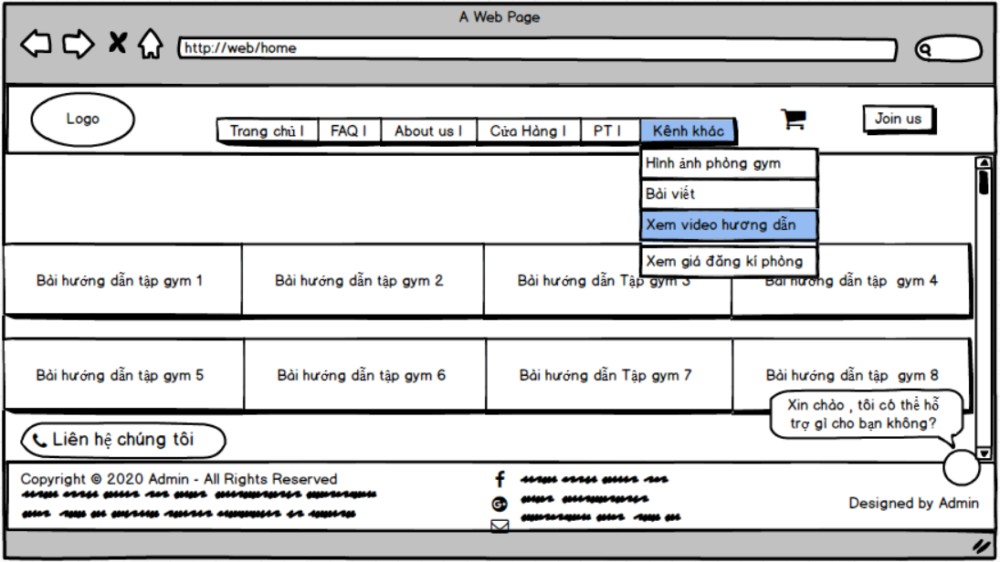 A Web Page
http://web/home
Logo
Trang chủ | FAQ | About us | Cửa Hàng | PT | Kênh khác
Join us
Hình ảnh phòng gym
Bài viết
Xem video hương dẫn
Xem giá đăng kí phòng
Bài hướng dẫn tập gym 1
Bài hướng dẫn tập gym 2
Bài hướng dẫn Tập gym 3
Bài hướng dẫn tập gym 4
Bài hướng dẫn tập gym 5
Bài hướng dẫn tập gym 6
Bài hướng dẫn Tập gym 7
Bài hướng dẫn tập gym 8
Xin chào , tôi có thể hỗ
trợ gì cho bạn không?
Liên hệ chúng tôi
Copyright © 2020 Admin - All Rights Reserved
Designed by Admin